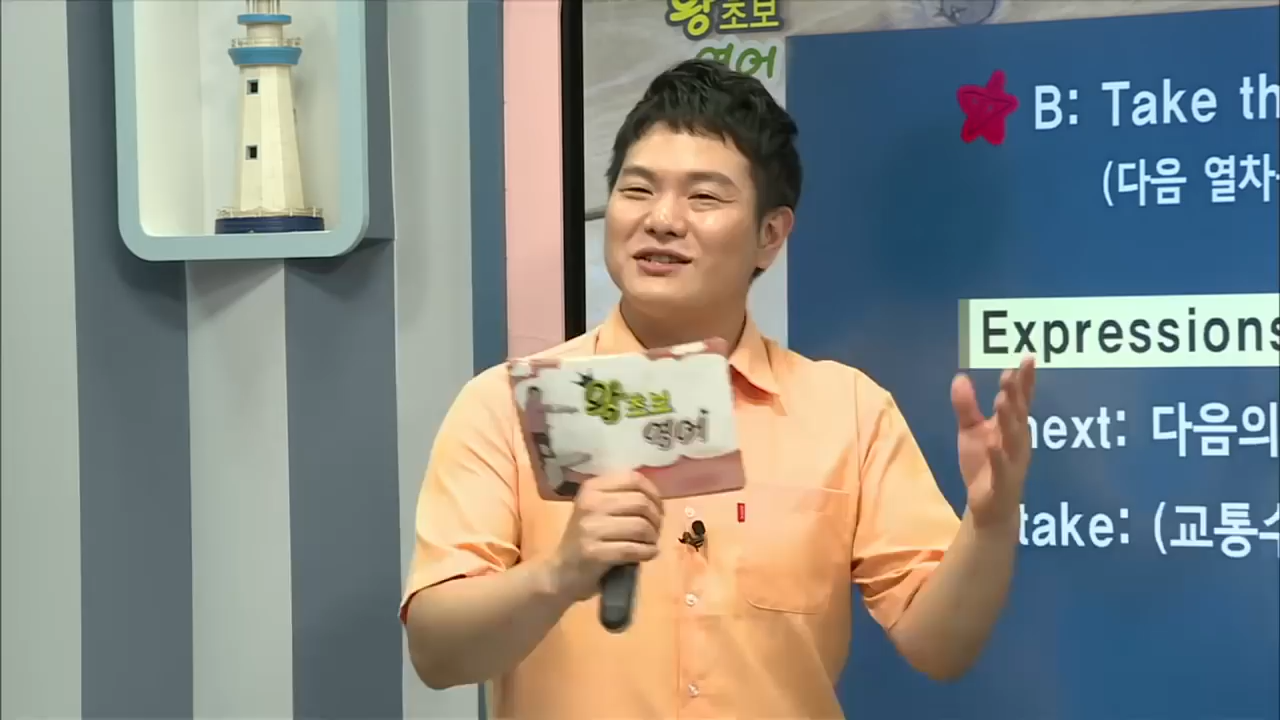 왕초보
영어
B: Take th
(다음 열차
Expressions
왕초보
영어
next: 다음의
take: (교통수